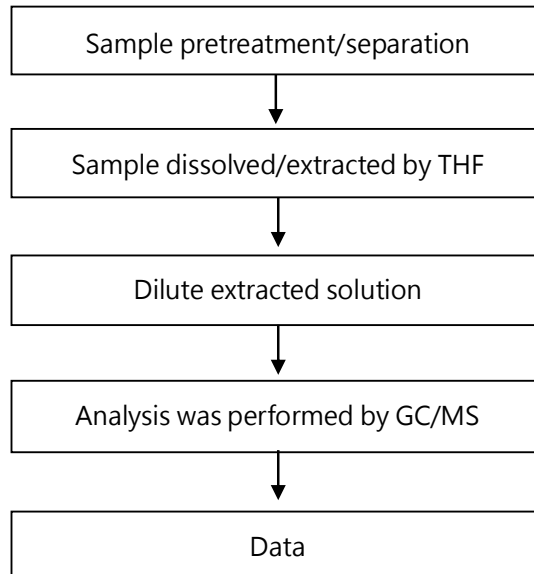 Sample pretreatment/separation
Sample dissolved/extracted by THF
Dilute extracted solution
Analysis was performed by GC/MS
Data